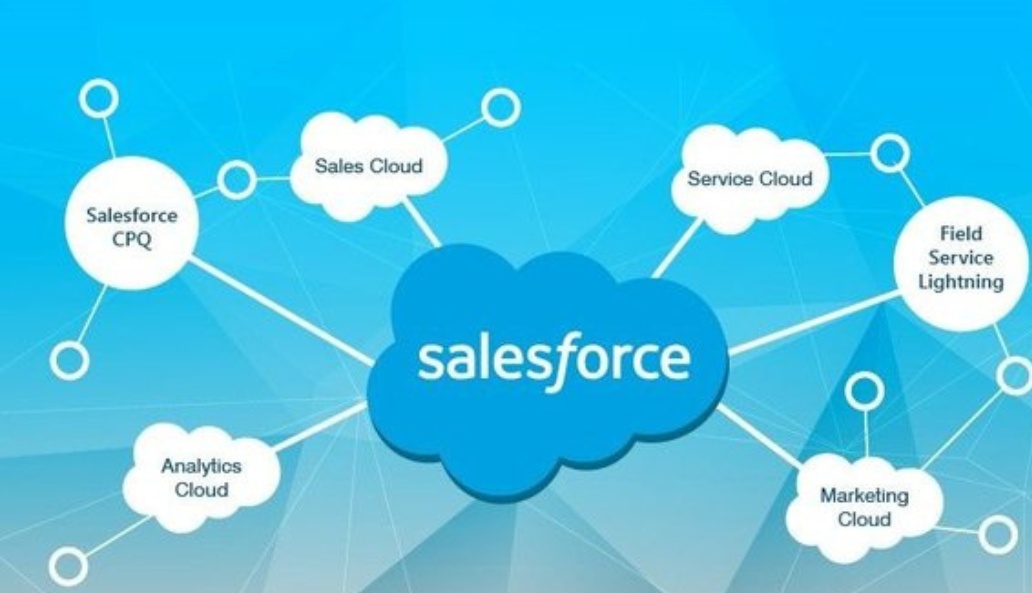 Sales Cloud
Service Cloud
Salesforce
CPQ
Field
Service
Lightning
salesforce
Analytics
Cloud
Marketing
Cloud